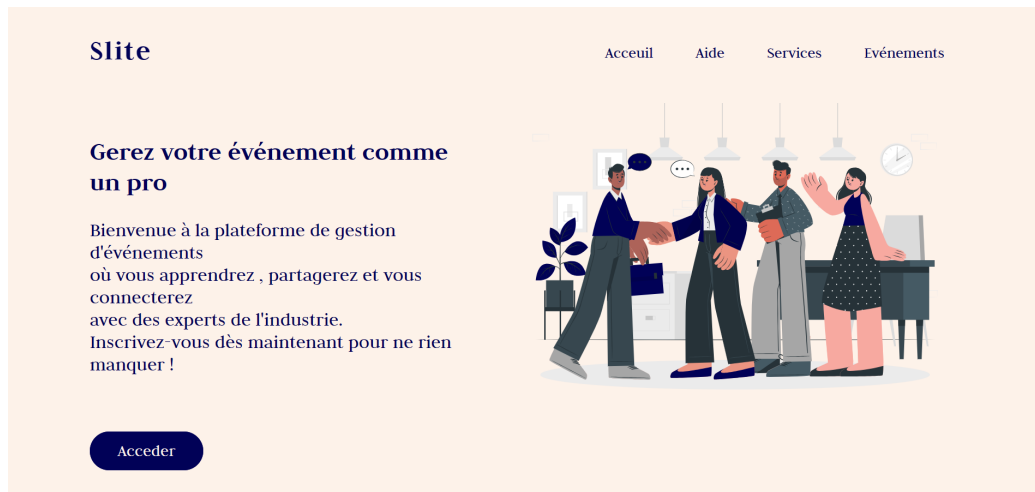 Slite
Acceuil Aide Services Evénements
Gerez votre événement comme
un pro
Bienvenue à la plateforme de gestion
d'événements
où vous apprendrez , partagerez et vous
connecterez
avec des experts de l'industrie.
Inscrivez-vous dès maintenant pour ne rien
manquer !
Acceder